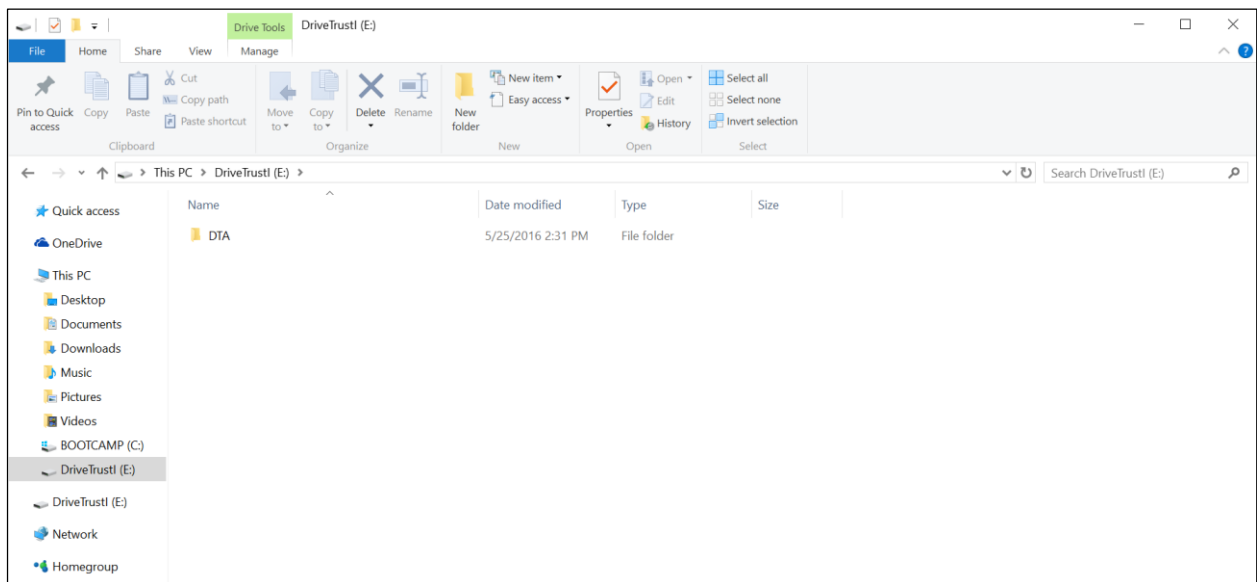 Drive Tools DriveTrustI (E:)
File Home Share View Manage
Pin to Quick access
Copy
Paste
Cut
Copy path
Paste shortcut
Move to
Copy to
Delete
Rename
New folder
New item
Easy access
Properties
Open
Edit
History
Select all
Select none
Invert selection
Clipboard Organize New Open Select
This PC > DriveTrustI (E:) >
Search DriveTrustI (E:)
Name Date modified Type Size
DTA 5/25/2016 2:31 PM File folder
Quick access
OneDrive
This PC
Desktop
Documents
Downloads
Music
Pictures
Videos
BOOTCAMP (C:)
DriveTrustI (E:)
DriveTrustI (E:)
Network
Homegroup